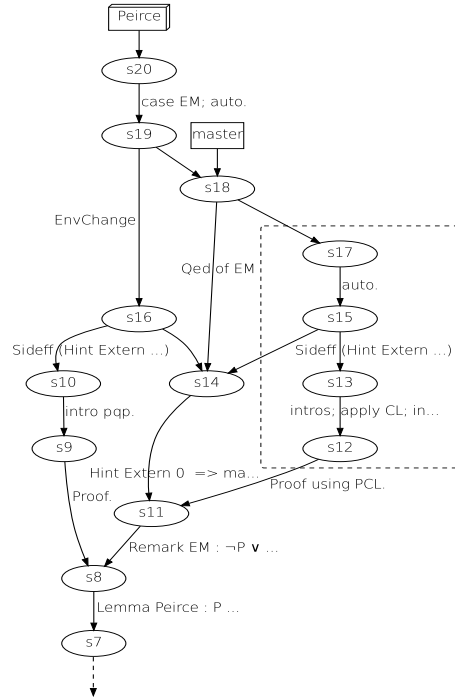 Peirce
s20
case EM; auto.
s19
master
s18
EnvChange
s17
Qed of EM
auto.
s16
s15
Sideff (Hint Extern ...)
Sideff (Hint Extern ...)
s10
s14
s13
intro pqp.
intros; apply CL; in...
s9
s12
Hint Extern 0 => ma...
Proof using PCL.
Proof.
s11
Remark EM : ¬P ∨ ...
s8
Lemma Peirce : P ...
s7